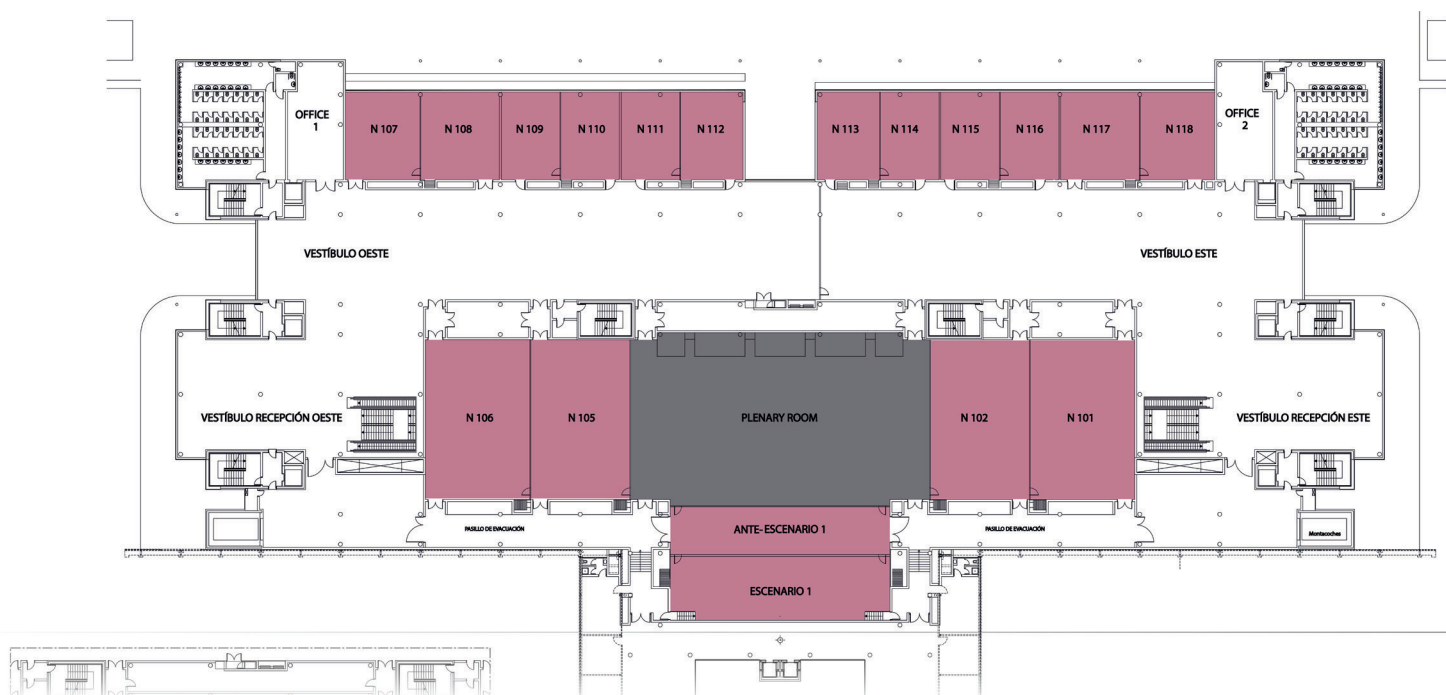 OFFICE
1
N 107
N 108
N 109
N 110
N 111
N 112
N 113
N 114
N 115
N 116
N 117
N 118
OFFICE
2
VESTÍBULO OESTE
VESTÍBULO ESTE
VESTÍBULO RECEPCIÓN OESTE
N 106
N 105
PLENARY ROOM
N 102
N 101
VESTÍBULO RECEPCIÓN ESTE
PASILLO DE EVACUACIÓN
ANTE- ESCENARIO 1
PASILLO DE EVACUACIÓN
Montacoches
ESCENARIO 1